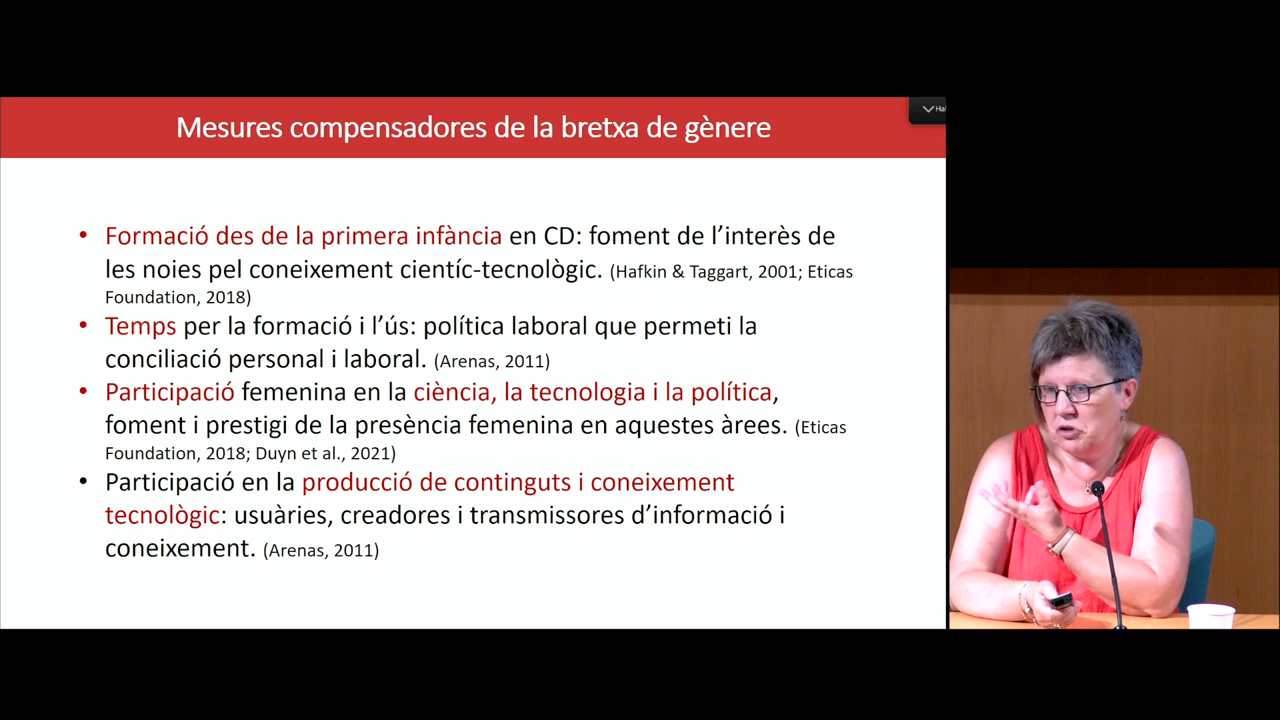 Mesures compensadores de la bretxa de gènere
• Formació des de la primera infància en CD: foment de l'interès de
les noies pel coneixement cientíc-tecnològic. (Hafkin & Taggart, 2001; Eticas
Foundation, 2018)
• Temps per la formació i l'ús: política laboral que permeti la
conciliació personal i laboral. (Arenas, 2011)
• Participació femenina en la ciència, la tecnologia i la política,
foment i prestigi de la presència femenina en aquestes àrees. (Eticas
Foundation, 2018; Duyn et al., 2021)
• Participació en la producció de continguts i coneixement
tecnològic: usuàries, creadores i transmissores d'informació i
coneixement. (Arenas, 2011)